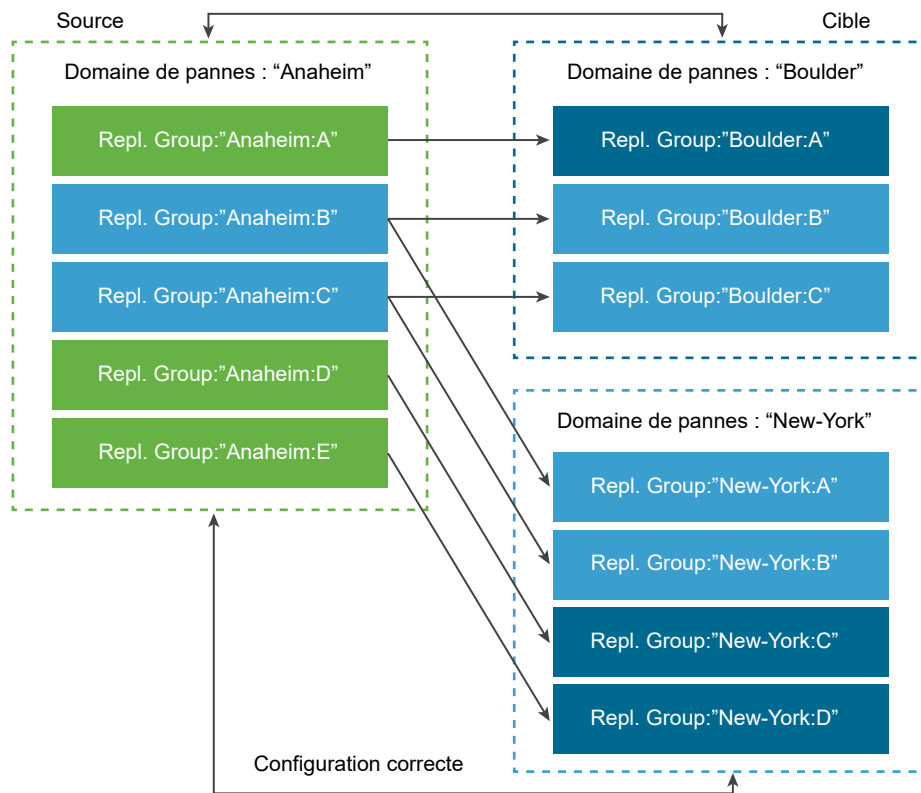 Source
Cible
Domaine de pannes : “Anaheim”
Repl. Group:”Anaheim:A”
Repl. Group:”Anaheim:B”
Repl. Group:”Anaheim:C”
Repl. Group:”Anaheim:D”
Repl. Group:”Anaheim:E”
Domaine de pannes : “Boulder”
Repl. Group:”Boulder:A”
Repl. Group:”Boulder:B”
Repl. Group:”Boulder:C”
Domaine de pannes : “New-York”
Repl. Group:”New-York:A”
Repl. Group:”New-York:B”
Repl. Group:”New-York:C”
Repl. Group:”New-York:D”
Configuration correcte